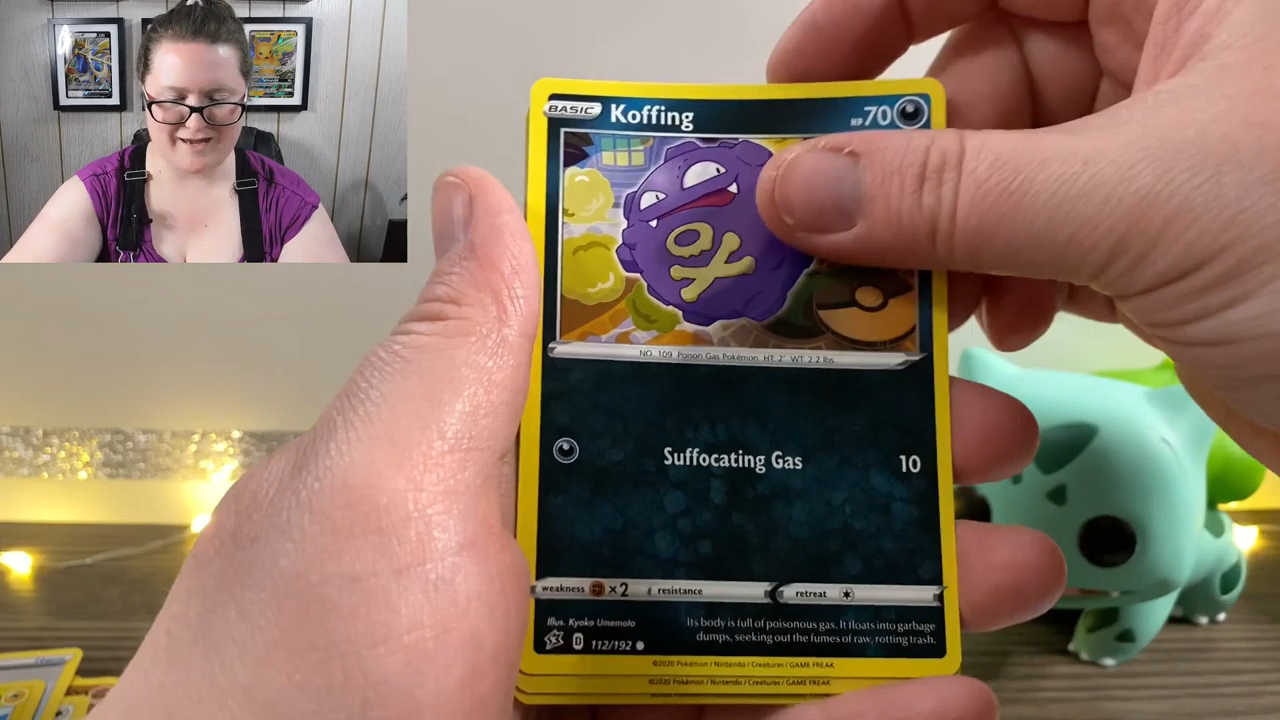 BASIC Koffing HP 70
NO. 109 Poison Gas Pokémon HT. 2' WT. 2.2 lbs
Suffocating Gas 10
weakness ×2 resistance retreat
Illus. Kyoko Umemoto
Its body is full of poisonous gas. It floats into garbage
dumps, seeking out the fumes of raw, rotting trash.
D 112/192
©2020 Pokémon / Nintendo / Creatures / GAME FREAK
©2020 Pokémon / Nintendo / Creatures / GAME FREAK